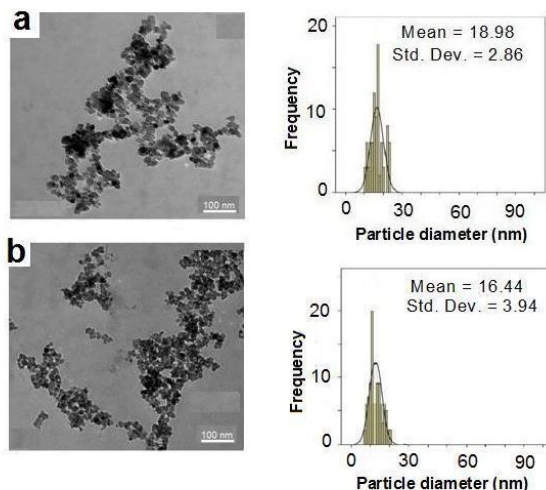 a
100 nm
Mean = 18.98
Std. Dev. = 2.86
Frequency
20
10
0
0 30 60 90
Particle diameter (nm)
b
100 nm
Mean = 16.44
Std. Dev. = 3.94
Frequency
20
10
0
0 30 60 90
Particle diameter (nm)